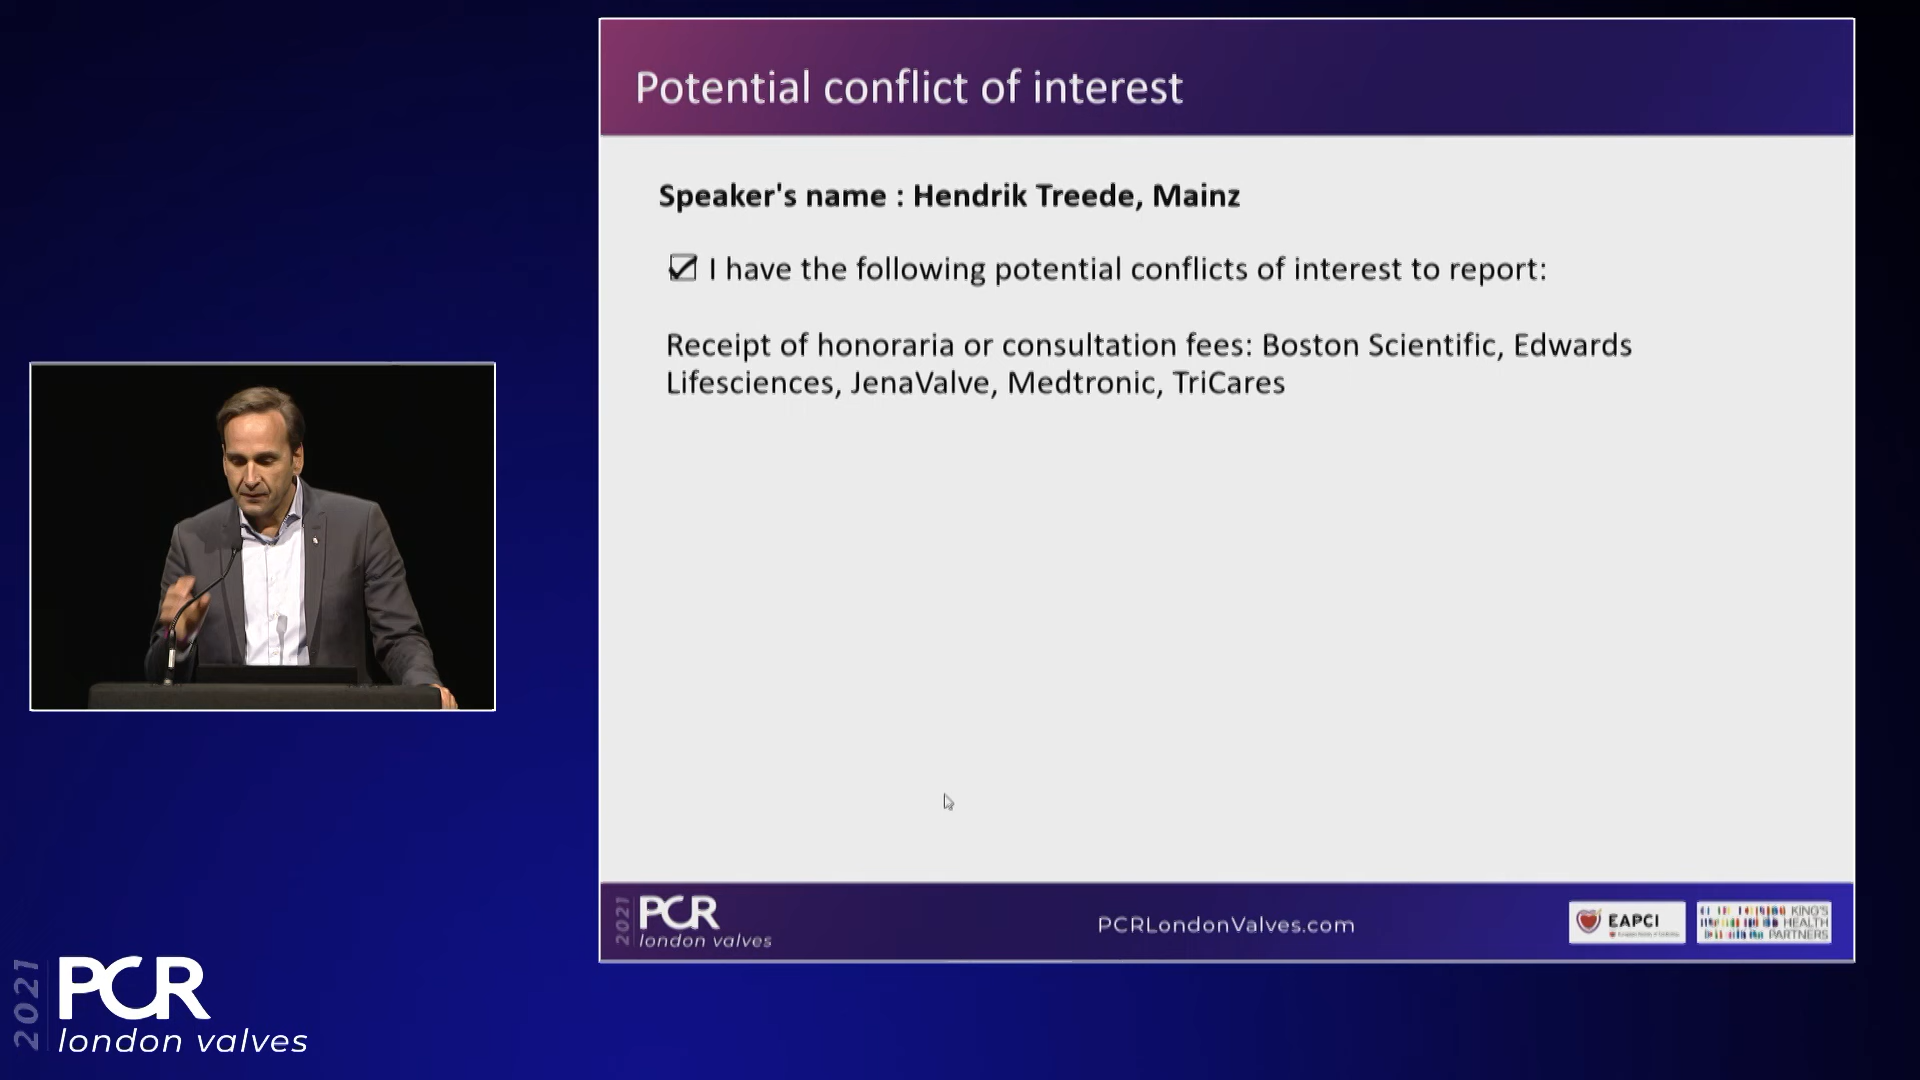 Potential conflict of interest
Speaker's name : Hendrik Treede, Mainz
I have the following potential conflicts of interest to report:
Receipt of honoraria or consultation fees: Boston Scientific, Edwards
Lifesciences, JenaValve, Medtronic, TriCares
2021
PCR
london valves
PCRLondonValves.com
EAPCI
KING'S
HEALTH
PARTNERS
2021
PCR
london valves